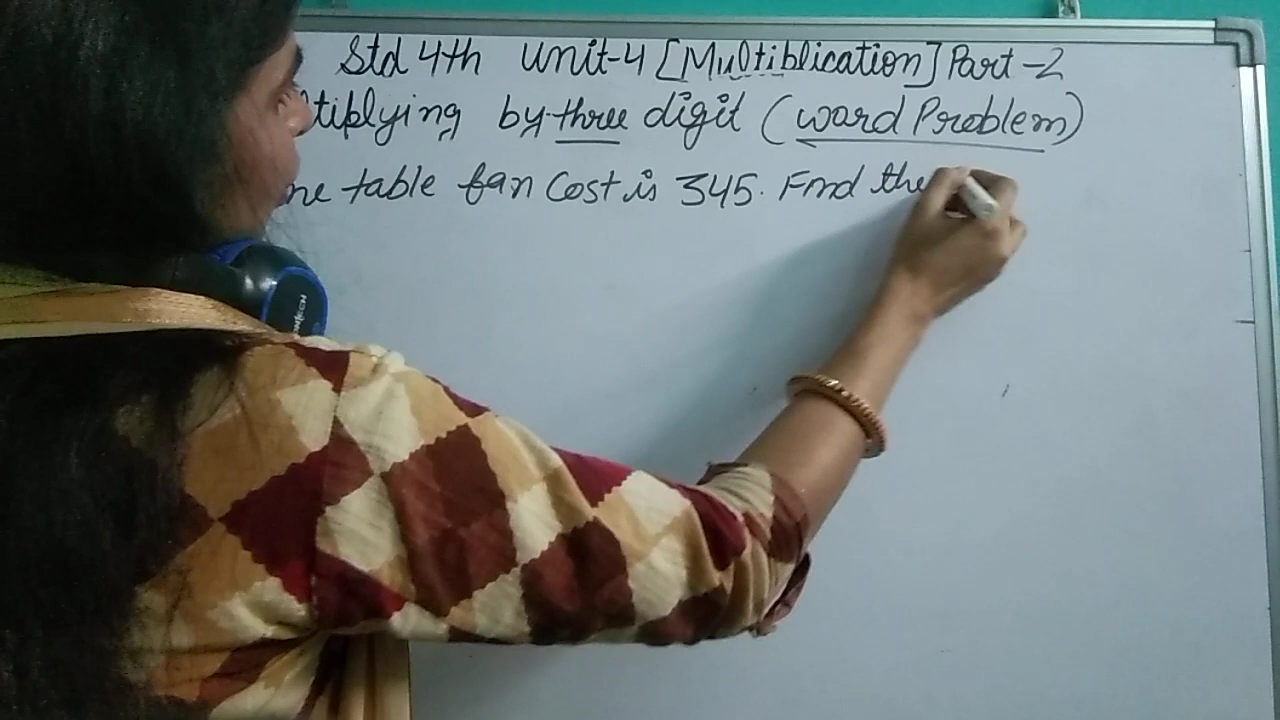 Std 4th Unit-4 [Multiblication] Part-2
tiplying by three digit (ward Problem)
ne table fan Cost is 345. Find the